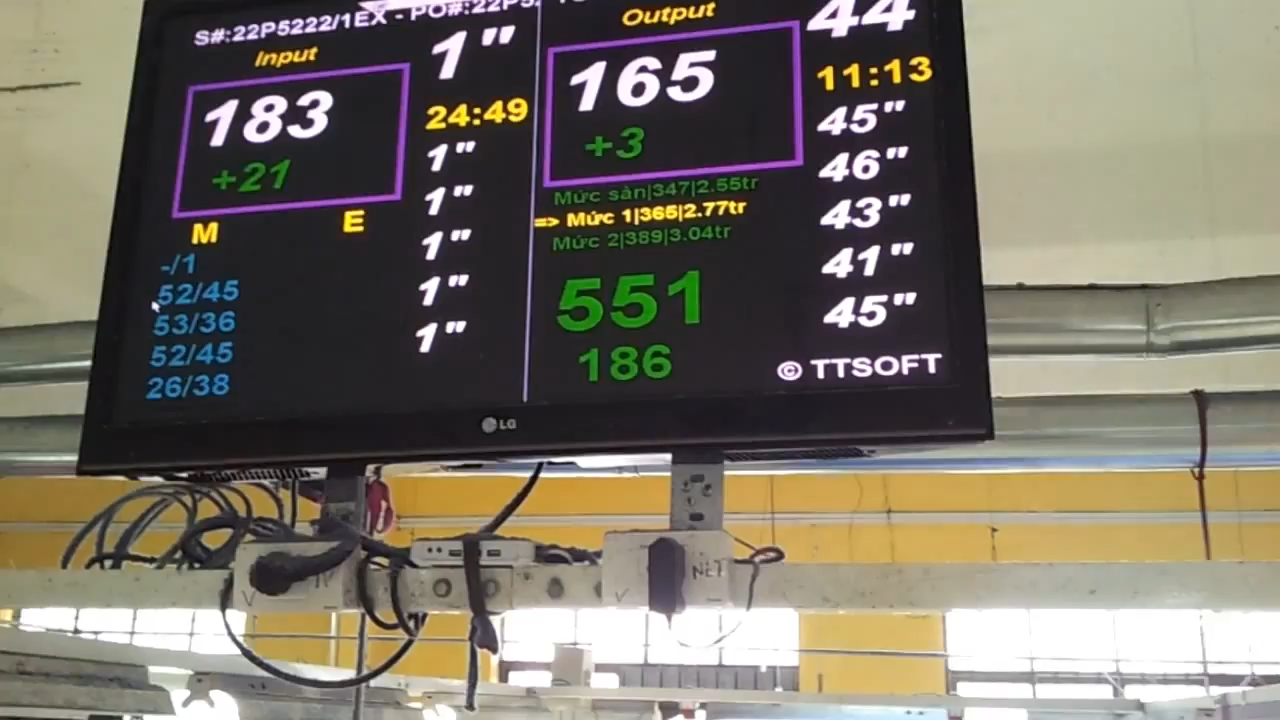 S#:22P5222/1EX - PO#:22P5
Input
1"
183
24:49
+21
1"
1"
M E
1"
-/1
52/45
1"
53/36
1"
52/45
26/38
Output
44
165
11:13
45"
+3
46"
Mức sàn|347|2.55tr
=> Mức 1|365|2.77tr
43"
Mức 2|389|3.04tr
41"
551
45"
186
© TTSOFT
LG
V
V
NET